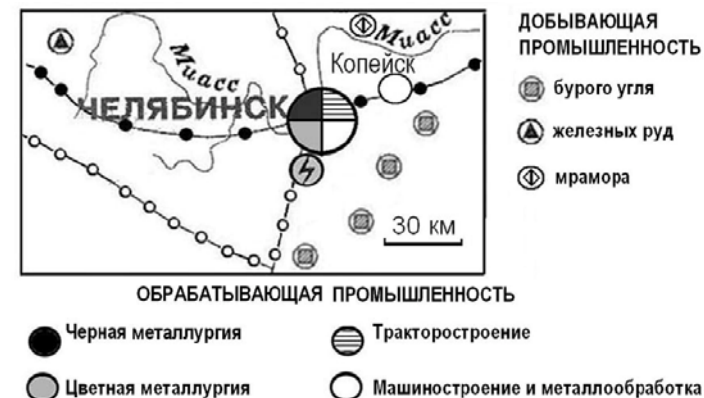 ДОБЫВАЮЩАЯ
ПРОМЫШЛЕННОСТЬ
бурого угля
железных руд
мрамора
Миасс
Миасс
Копейск
ЧЕЛЯБИНСК
30 км
ОБРАБАТЫВАЮЩАЯ ПРОМЫШЛЕННОСТЬ
Черная металлургия
Тракторостроение
Цветная металлургия
Машиностроение и металлообработка